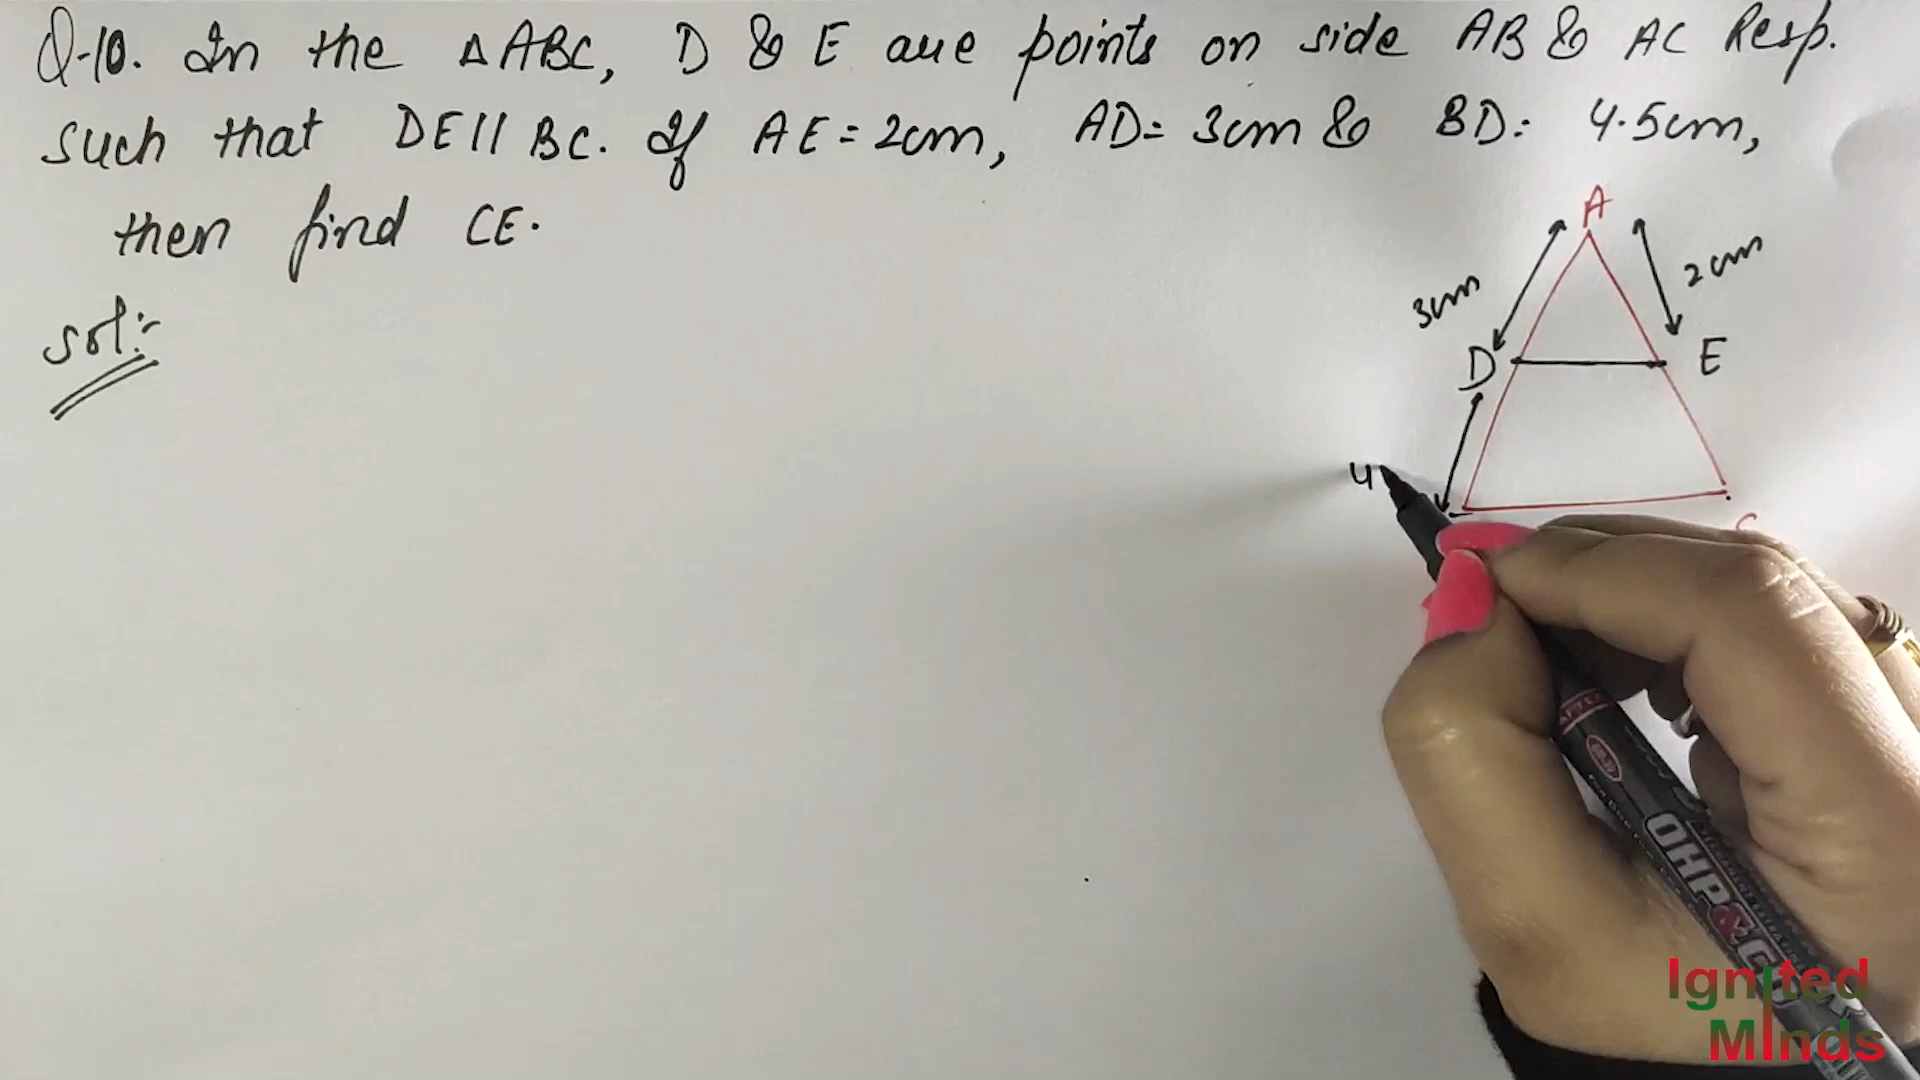 Q-10. In the △ABC, D & E are points on side AB & AC Resp.
such that DE||BC. If AE=2cm, AD= 3cm & BD= 4.5cm,
then find CE.
Sol:-
A
3cm
2cm
D
E
4
C
OHP&C
Ignited
Minds